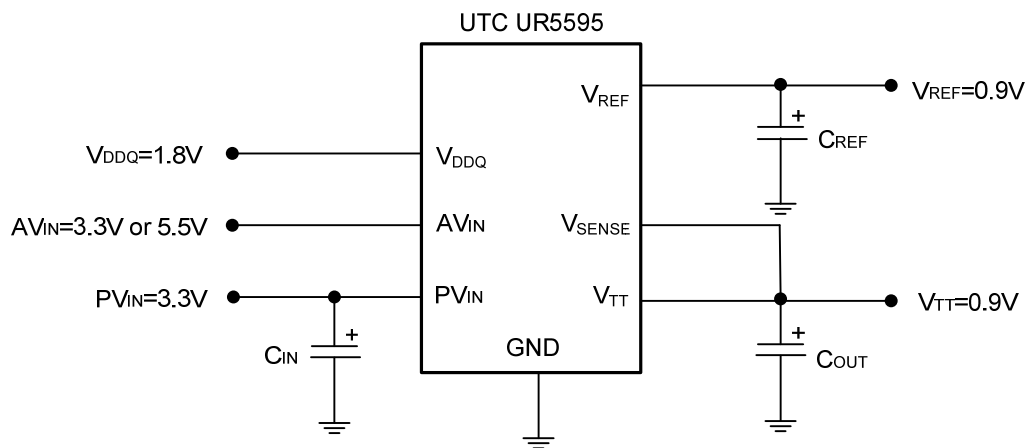 UTC UR5595
VREF
VREF=0.9V
CREF
VDDQ=1.8V
VDDQ
AVIN=3.3V or 5.5V
AVIN
VSENSE
PVIN=3.3V
PVIN
VTT
VTT=0.9V
CIN
GND
COUT